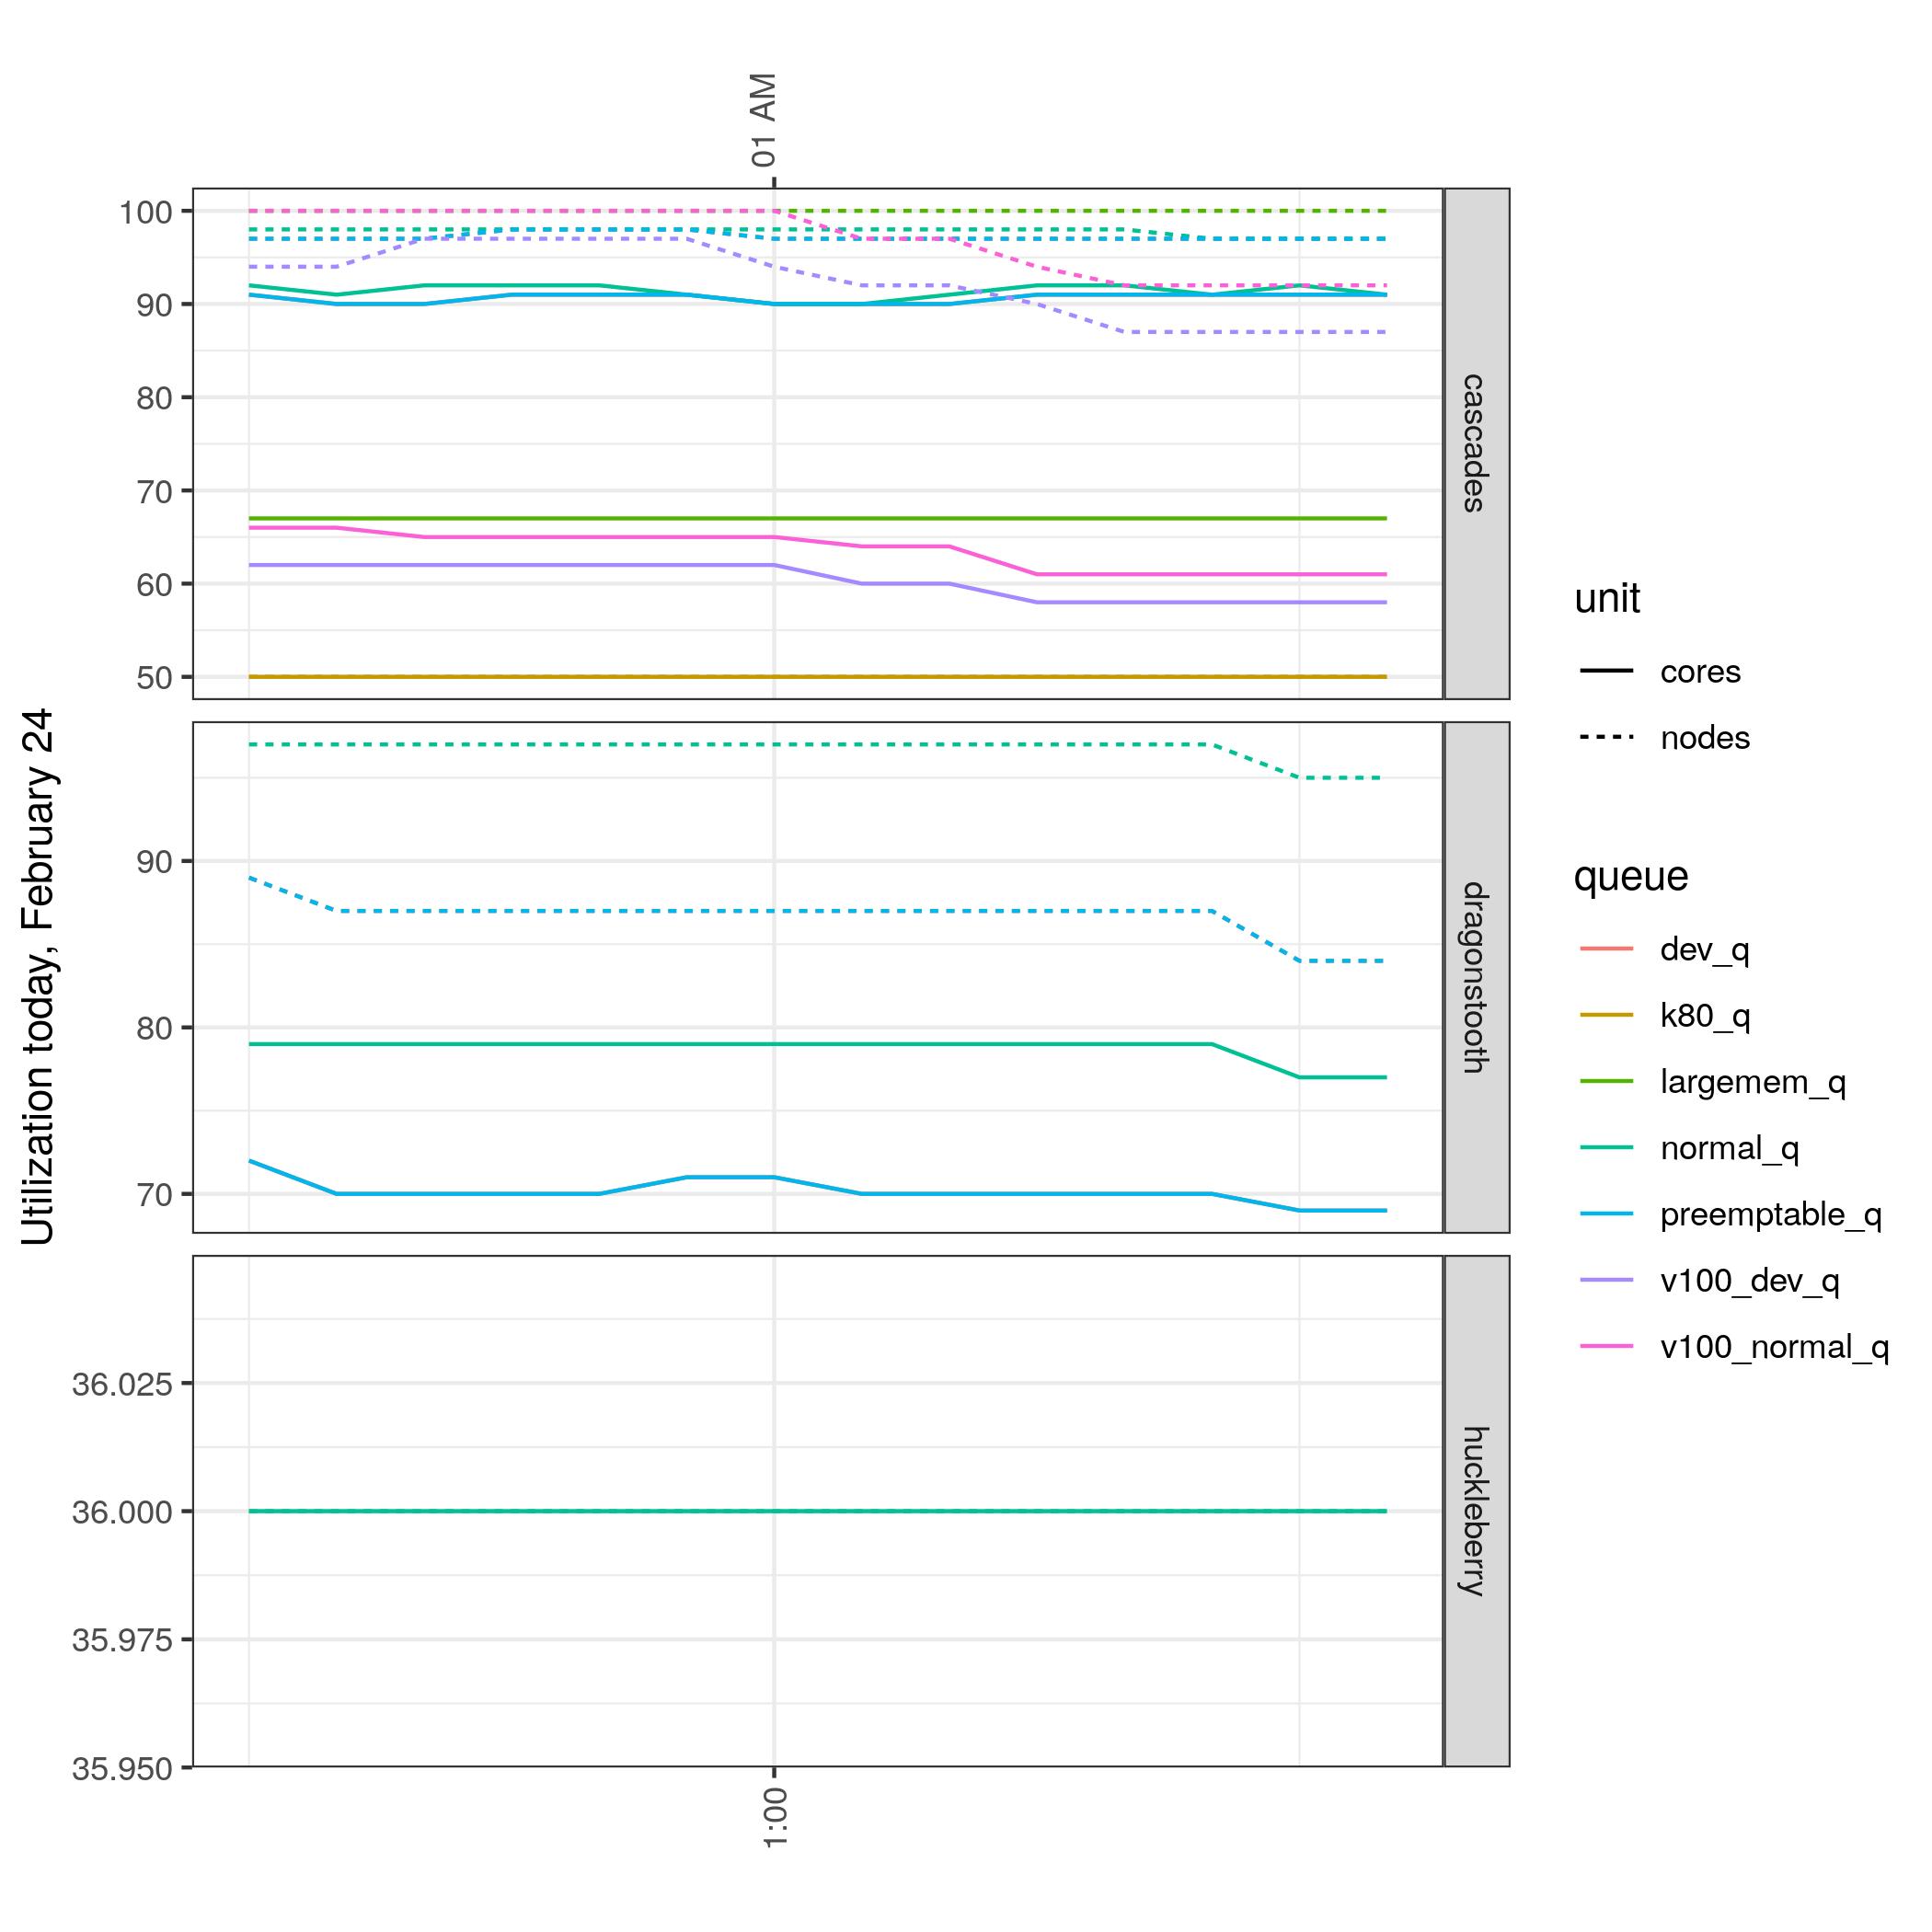 01 AM
Utilization today, February 24
100
90
80
70
60
50
cascades
90
80
70
dragonstooth
36.025
36.000
35.975
35.950
huckleberry
1:00
unit
cores
nodes
queue
dev_q
k80_q
largemem_q
normal_q
preemptable_q
v100_dev_q
v100_normal_q